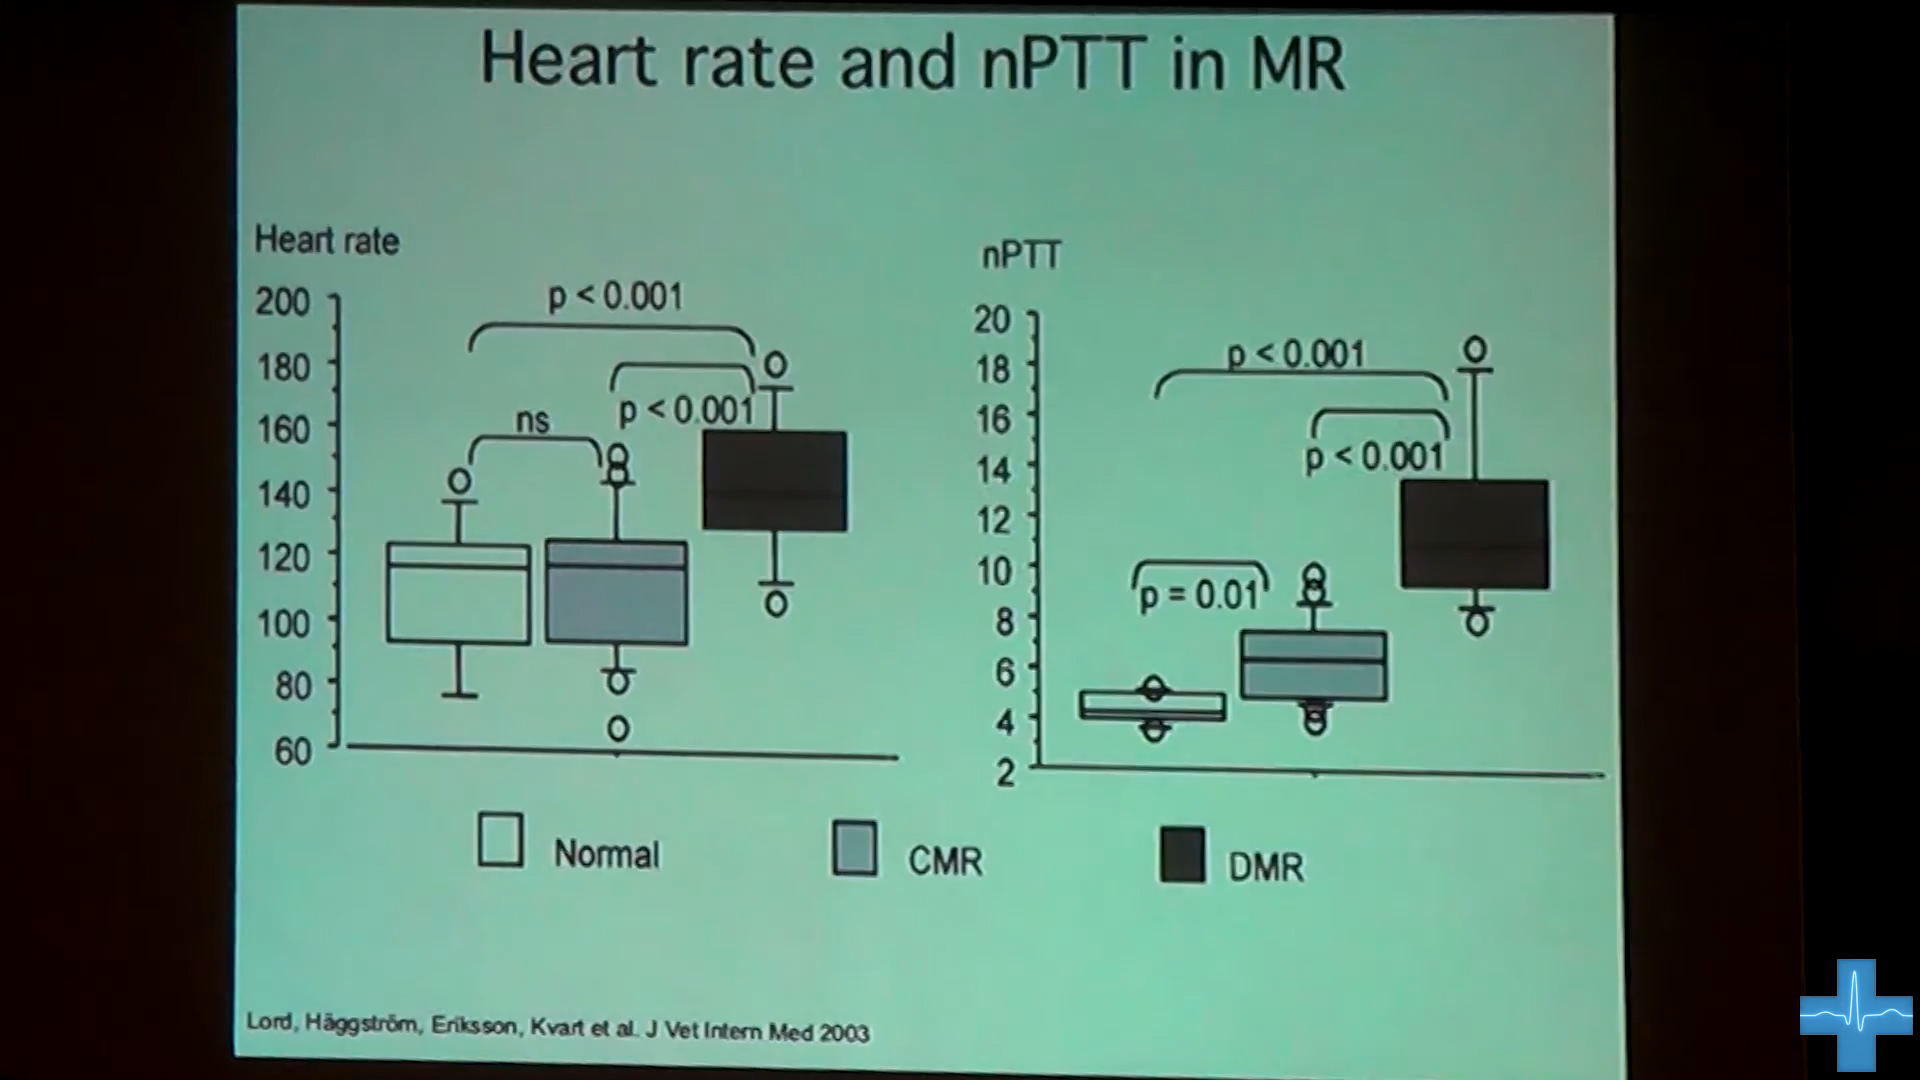 Heart rate and nPTT in MR
Heart rate
200
180
160
140
120
100
80
60
p < 0.001
p < 0.001
ns
nPTT
20
18
16
14
12
10
8
6
4
2
p < 0.001
p < 0.001
p = 0.01
Normal
CMR
DMR
Lord, Häggström, Eriksson, Kvart et al. J Vet Intern Med 2003